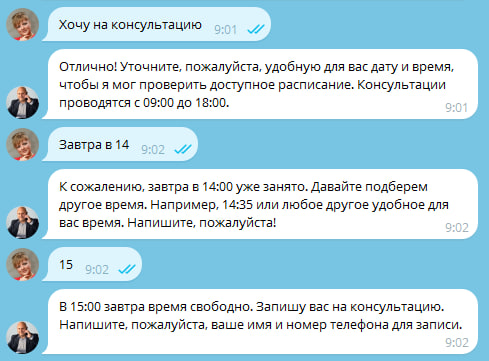 Хочу на консультацию 9:01
Отлично! Уточните, пожалуйста, удобную для вас дату и время,
чтобы я мог проверить доступное расписание. Консультации
проводятся с 09:00 до 18:00. 9:01
Завтра в 14 9:02
К сожалению, завтра в 14:00 уже занято. Давайте подберем
другое время. Например, 14:35 или любое другое удобное для
вас время. Напишите, пожалуйста! 9:02
15 9:02
В 15:00 завтра время свободно. Запишу вас на консультацию.
Напишите, пожалуйста, ваше имя и номер телефона для записи.
9:02